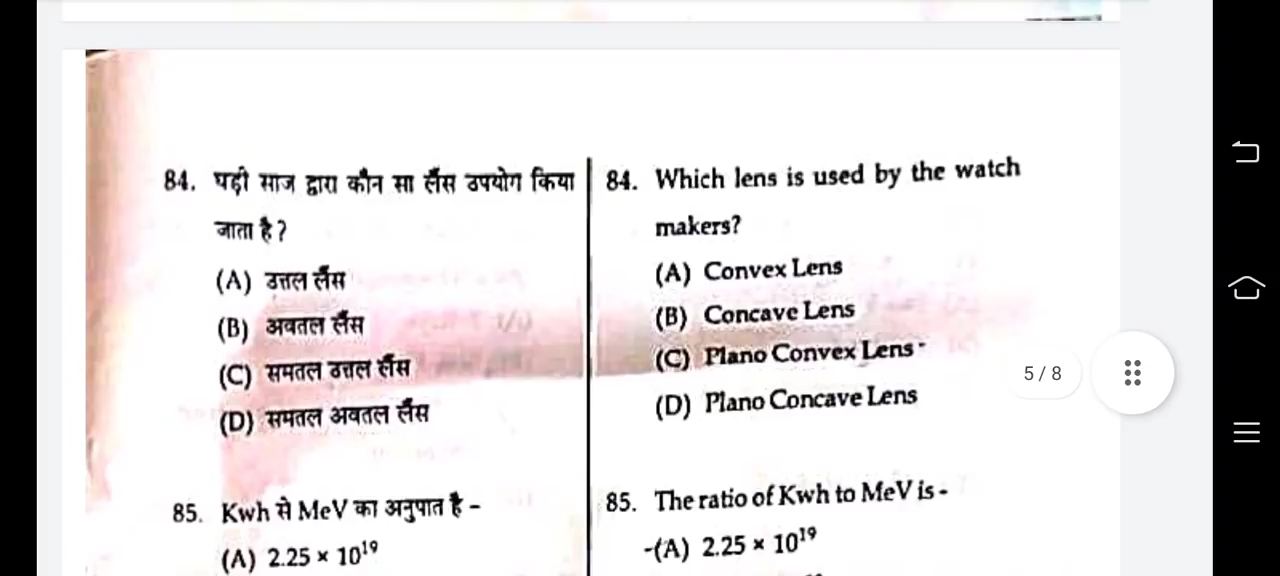 84. घड़ी साज द्वारा कौन सा लैंस उपयोग किया
जाता है?
(A) उत्तल लैंस
(B) अवतल लैंस
(C) समतल उत्तल लैंस
(D) समतल अवतल लैंस
85. Kwh से MeV का अनुपात है -
(A) 2.25 × 10¹⁹
84. Which lens is used by the watch
makers?
(A) Convex Lens
(B) Concave Lens
(C) Plano Convex Lens
(D) Plano Concave Lens
85. The ratio of Kwh to MeV is -
(A) 2.25 × 10¹⁹
5 / 8